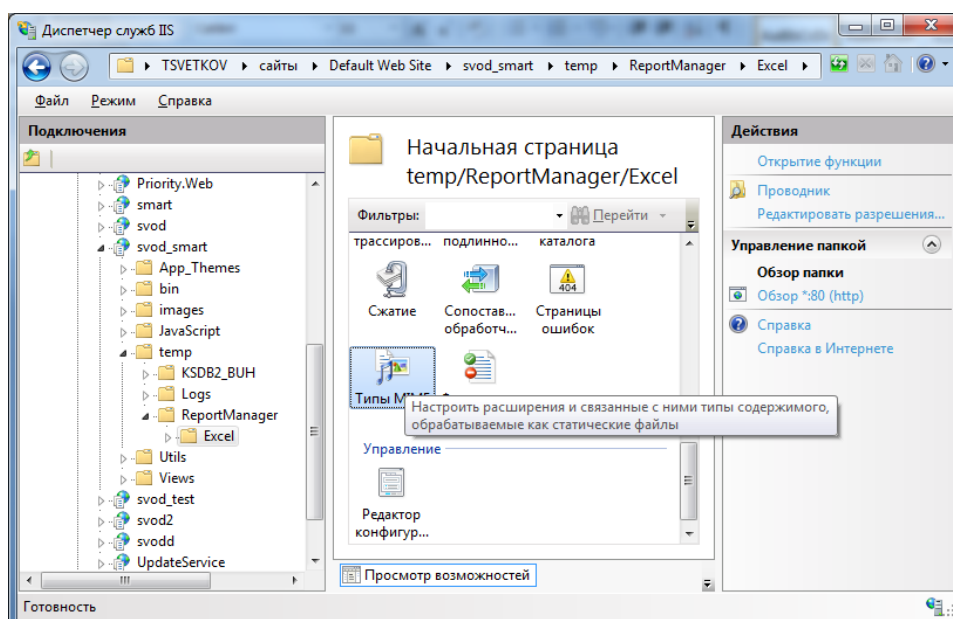 Диспетчер служб IIS
TSVETKOV сайты Default Web Site svod_smart temp ReportManager Excel
Файл Режим Справка
Подключения
Priority.Web
smart
svod
svod_smart
App_Themes
bin
images
JavaScript
temp
KSDB2_BUH
Logs
ReportManager
Excel
Utils
Views
svod_test
svod2
svodd
UpdateService
Начальная страница
temp/ReportManager/Excel
Фильтры: Перейти
трассиров... подлинно... каталога
Сжатие Сопостав... Страницы
обработч... ошибок
404
Типы MIME
Настроить расширения и связанные с ними типы содержимого,
обрабатываемые как статические файлы
Управление
Редактор
конфигур...
Просмотр возможностей
Действия
Открытие функции
Проводник
Редактировать разрешения...
Управление папкой
Обзор папки
Обзор *:80 (http)
Справка
Справка в Интернете
Готовность